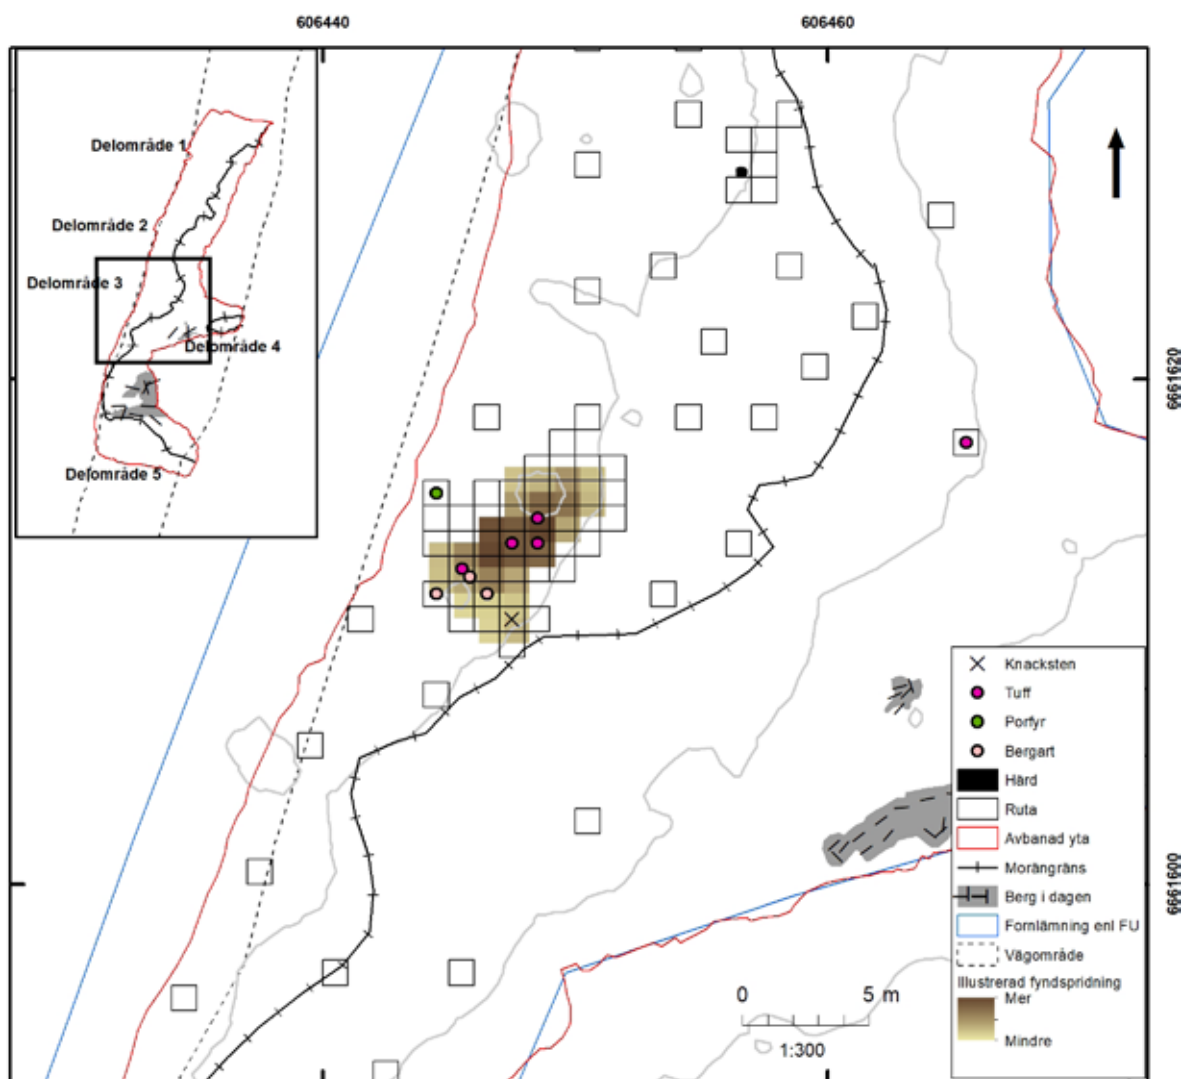 606440
606460
Delområde 1
Delområde 2
Delområde 3
Delområde 4
Delområde 5
6661620
6661600
Knacksten
Tuff
Porfyr
Bergart
Härd
Ruta
Avbanad yta
Morängräns
Berg i dagen
Fornlämning enl FU
Vägområde
Illustrerad fyndspridning
Mer
Mindre
0 5 m
1:300